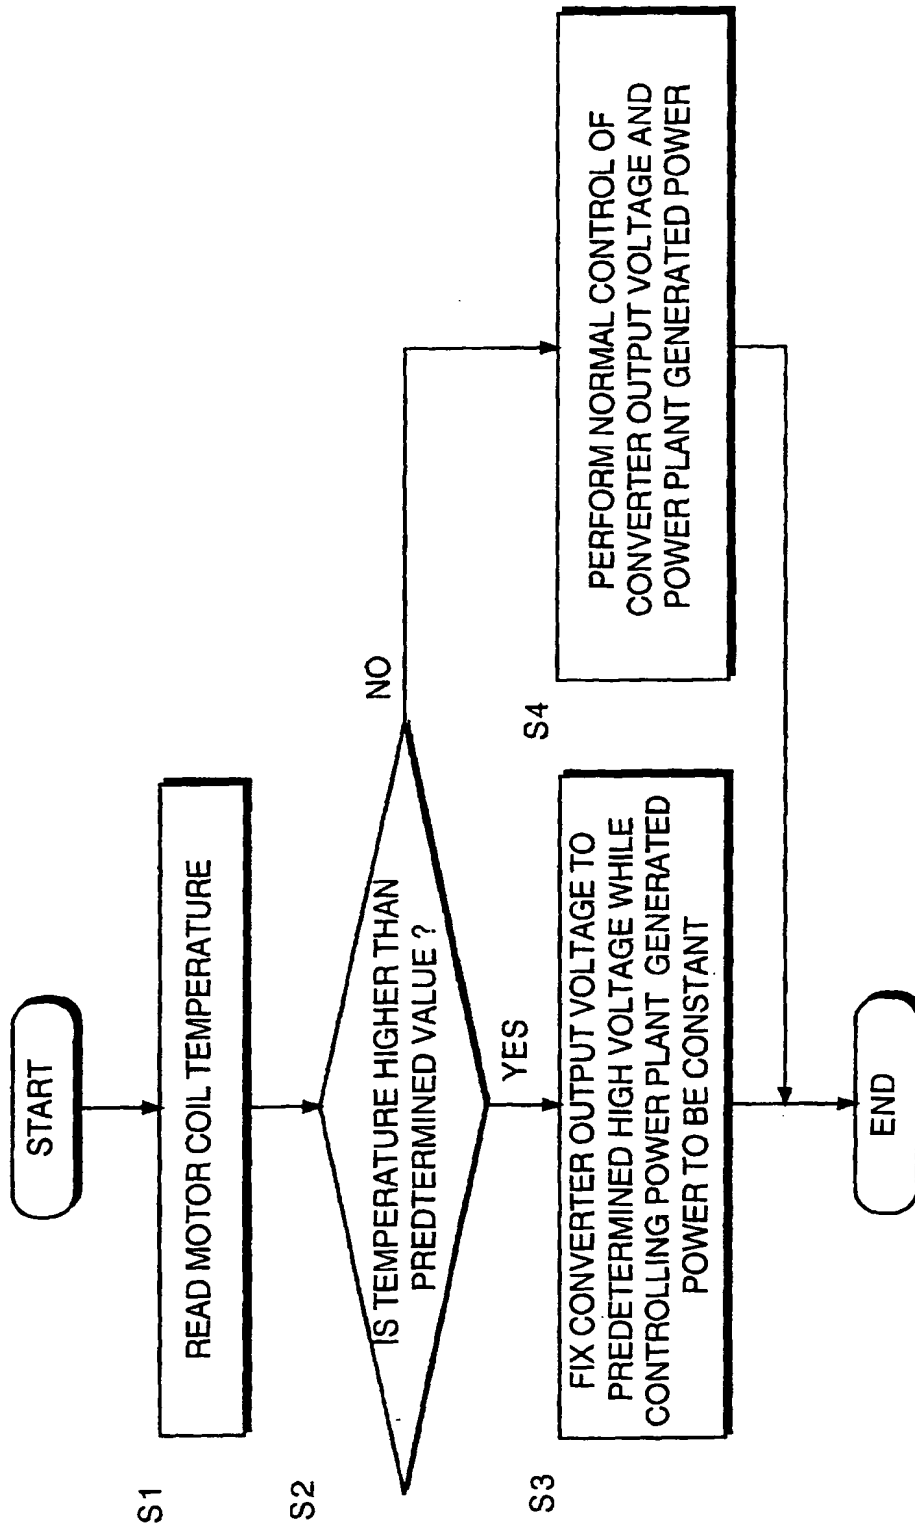 START
S1
READ MOTOR COIL TEMPERATURE
S2
IS TEMPERATURE HIGHER THAN
PREDTERMINED VALUE ?
NO
YES
S3
FIX CONVERTER OUTPUT VOLTAGE TO
PREDETERMINED HIGH VOLTAGE WHILE
CONTROLLING POWER PLANT GENERATED
POWER TO BE CONSTANT
S4
PERFORM NORMAL CONTROL OF
CONVERTER OUTPUT VOLTAGE AND
POWER PLANT GENERATED POWER
END